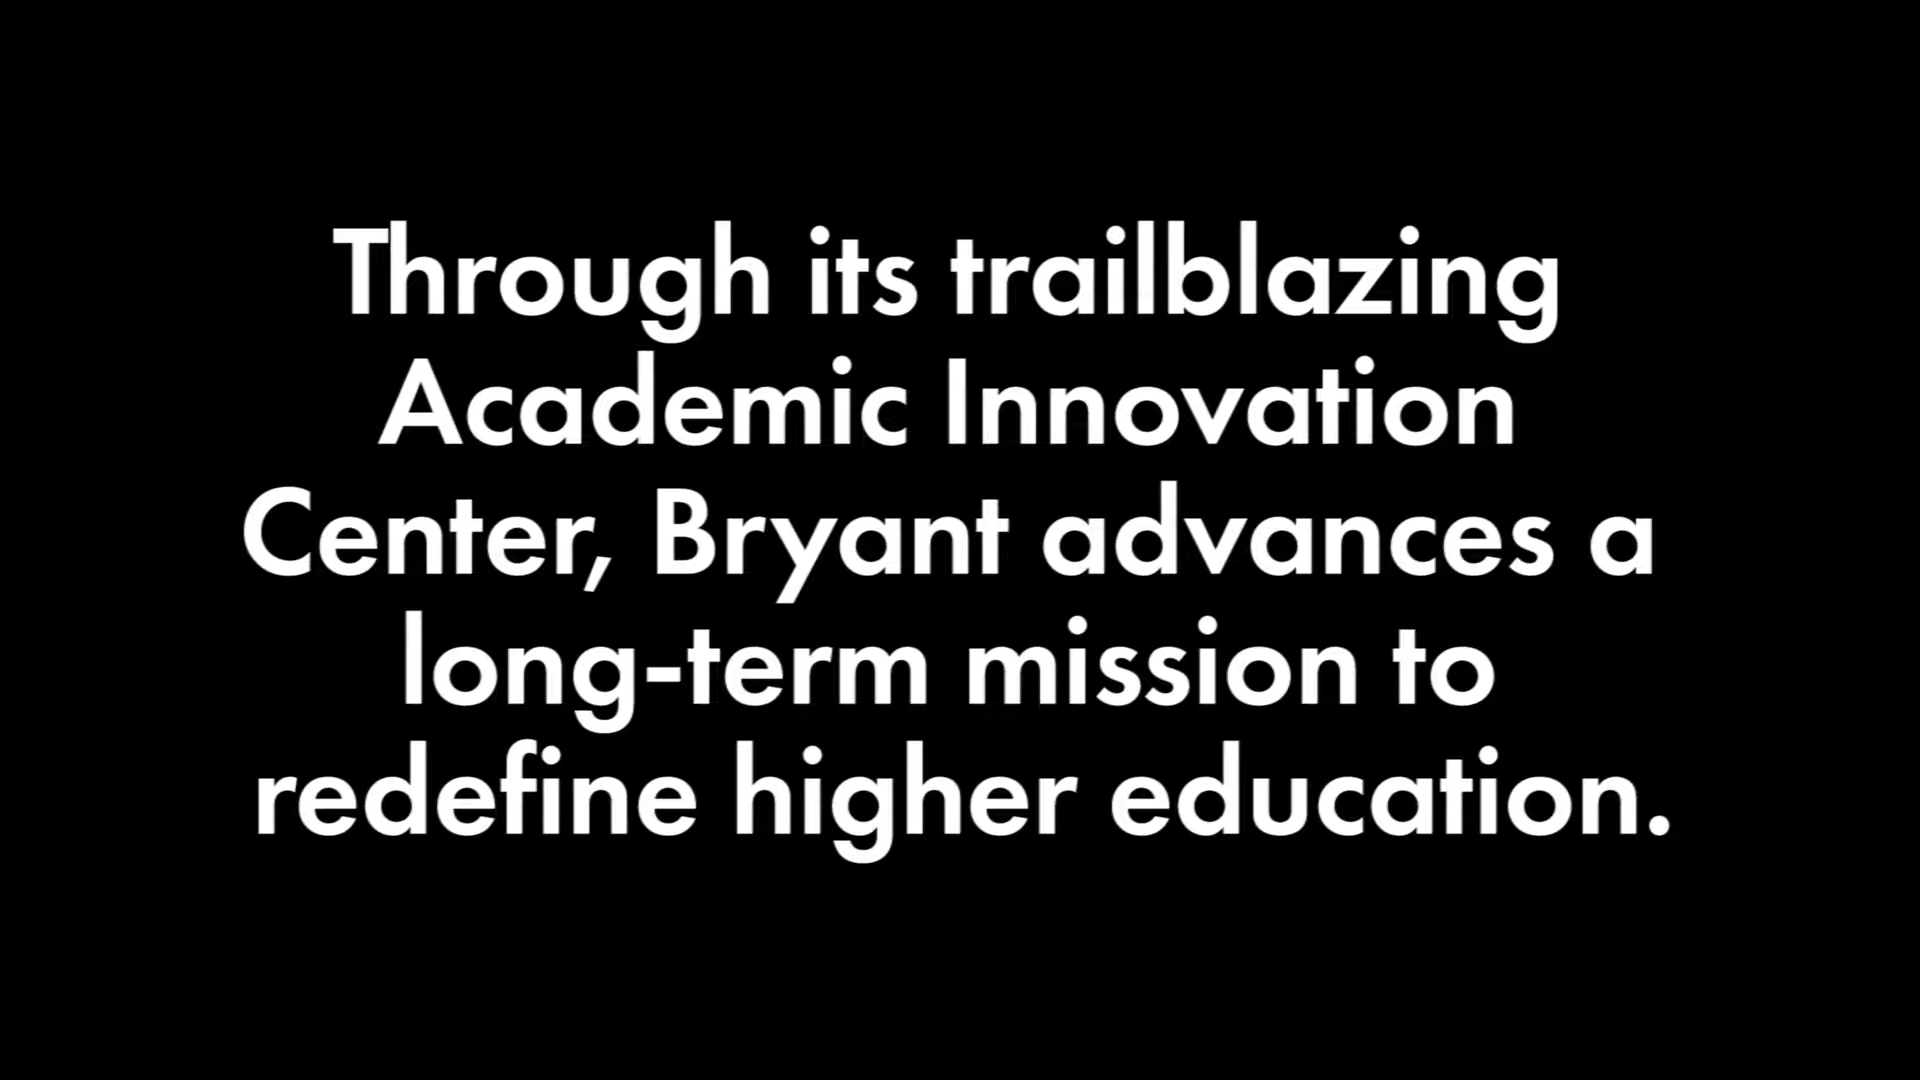 Through its trailblazing
Academic Innovation
Center, Bryant advances a
long-term mission to
redefine higher education.